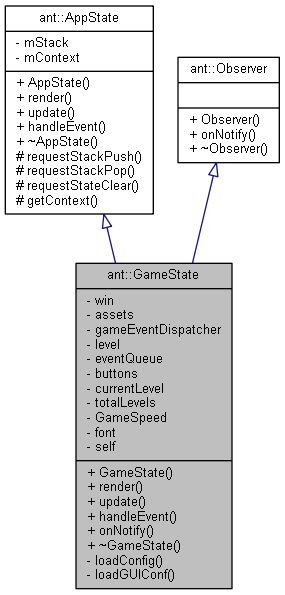 ant::AppState
- mStack
- mContext
+ AppState()
+ render()
+ update()
+ handleEvent()
+ ~AppState()
# requestStackPush()
# requestStackPop()
# requestStateClear()
# getContext()
ant::Observer
+ Observer()
+ onNotify()
+ ~Observer()
ant::GameState
- win
- assets
- gameEventDispatcher
- level
- eventQueue
- buttons
- currentLevel
- totalLevels
- GameSpeed
- font
- self
+ GameState()
+ render()
+ update()
+ handleEvent()
+ onNotify()
+ ~GameState()
- loadConfig()
- loadGUIConf()